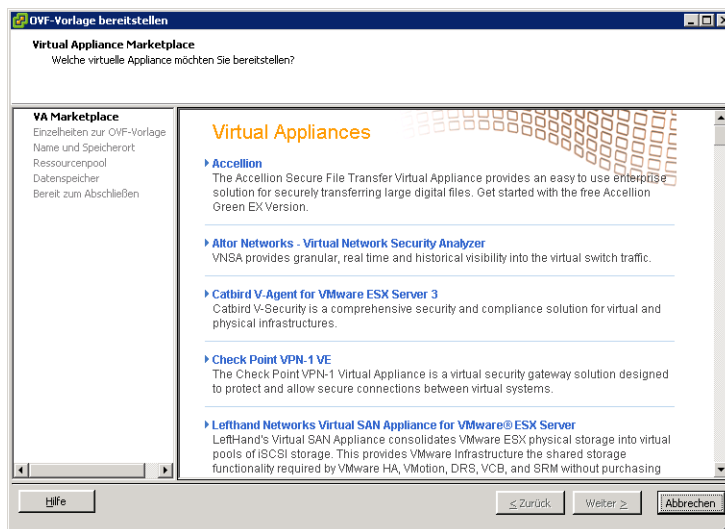 OVF-Vorlage bereitstellen
Virtual Appliance Marketplace
Welche virtuelle Appliance möchten Sie bereitstellen?
VA Marketplace
Einzelheiten zur OVF-Vorlage
Name und Speicherort
Ressourcenpool
Datenspeicher
Bereit zum Abschließen
Virtual Appliances
Accellion
The Accellion Secure File Transfer Virtual Appliance provides an easy to use enterprise
solution for securely transferring large digital files. Get started with the free Accellion
Green EX Version.
Altor Networks - Virtual Network Security Analyzer
VNSA provides granular, real time and historical visibility into the virtual switch traffic.
Catbird V-Agent for VMware ESX Server 3
Catbird V-Security is a comprehensive security and compliance solution for virtual and
physical infrastructures.
Check Point VPN-1 VE
The Check Point VPN-1 Virtual Appliance is a virtual security gateway solution designed
to protect and allow secure connections between virtual systems.
Lefthand Networks Virtual SAN Appliance for VMware® ESX Server
LeftHand's Virtual SAN Appliance consolidates VMware ESX physical storage into virtual
pools of iSCSI storage. This provides VMware Infrastructure the shared storage
functionality required by VMware HA, VMotion, DRS, VCB, and SRM without purchasing
Hilfe
< Zurück
Weiter >
Abbrechen